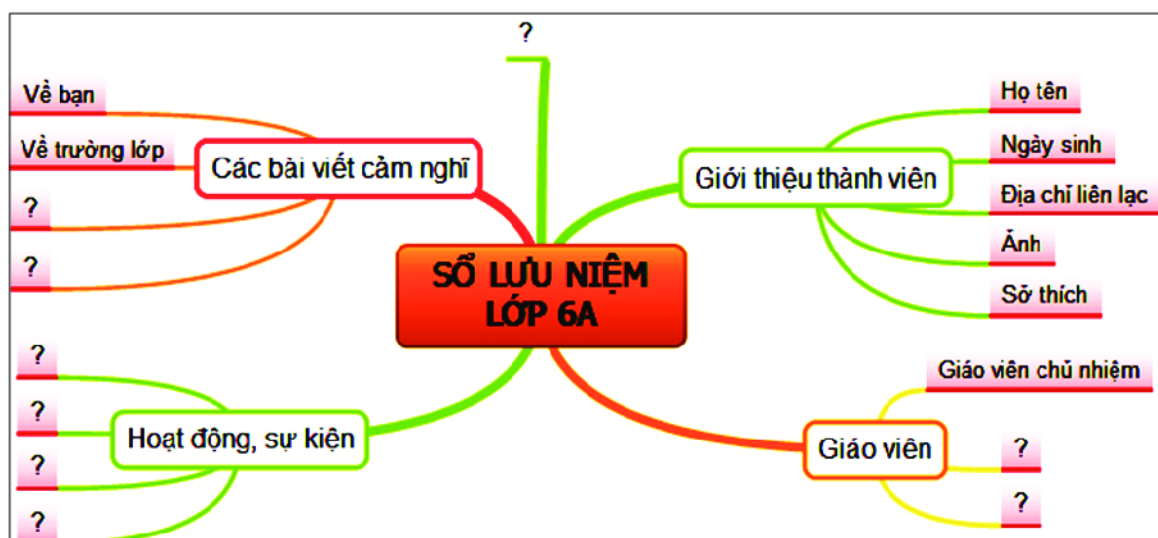 ?
Về bạn
Về trường lớp
?
?
Các bài viết cảm nghĩ
Giới thiệu thành viên
Họ tên
Ngày sinh
Địa chỉ liên lạc
Ảnh
Sở thích
SỔ LƯU NIỆM
LỚP 6A
?
?
?
?
Hoạt động, sự kiện
Giáo viên
Giáo viên chủ nhiệm
?
?